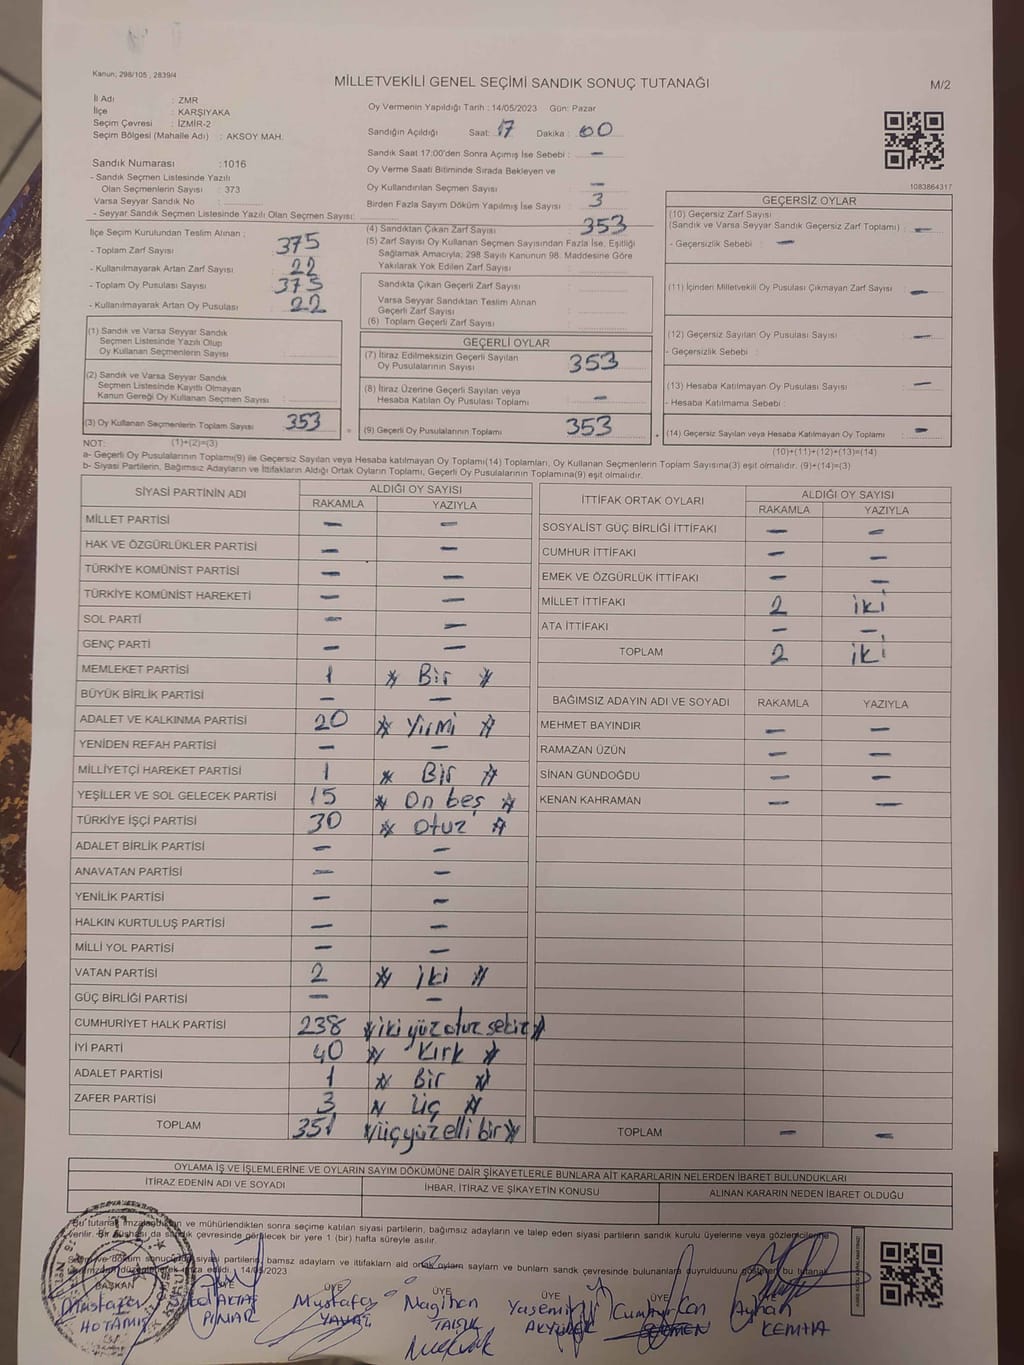 Kanun; 298/105 , 2839/4
MİLLETVEKİLİ GENEL SEÇİMİ SANDIK SONUÇ TUTANAĞI
M/2
İl Adı : ZMR
İlçe : KARŞIYAKA
Seçim Çevresi : İZMİR-2
Seçim Bölgesi (Mahalle Adı) : AKSOY MAH.
Sandık Numarası :1016
- Sandık Seçmen Listesinde Yazılı
Olan Seçmenlerin Sayısı : 373
Varsa Seyyar Sandık No :
- Seyyar Sandık Seçmen Listesinde Yazılı Olan Seçmen Sayısı:
Oy Vermenin Yapıldığı Tarih : 14/05/2023 Gün: Pazar
Sandığın Açıldığı Saat: 17 Dakika : 00
Sandık Saat 17:00'den Sonra Açımış İse Sebebi : –
Oy Verme Saati Bitiminde Sırada Bekleyen ve
Oy Kullandırılan Seçmen Sayısı : –
Birden Fazla Sayım Döküm Yapılmış İse Sayısı : 3
1083864317
İlçe Seçim Kurulundan Teslim Alınan ;
- Toplam Zarf Sayısı : 375
- Kullanılmayarak Artan Zarf Sayısı : 22
- Toplam Oy Pusulası Sayısı : 375
- Kullanılmayarak Artan Oy Pusulası : 22
(1) Sandık ve Varsa Seyyar Sandık
Seçmen Listesinde Yazılı Olup
Oy Kullanan Seçmenlerin Sayısı :
(2) Sandık ve Varsa Seyyar Sandık
Seçmen Listesinde Kayıtlı Olmayan
Kanun Gereği Oy Kullanan Seçmen Sayısı :
(3) Oy Kullanan Seçmenlerin Toplam Sayısı : 353
(4) Sandıktan Çıkan Zarf Sayısı : 353
(5) Zarf Sayısı Oy Kullanan Seçmen Sayısından Fazla İse, Eşitliği
Sağlamak Amacıyla; 298 Sayılı Kanunun 98. Maddesine Göre
Yakılarak Yok Edilen Zarf Sayısı :
Sandıkta Çıkan Geçerli Zarf Sayısı :
Varsa Seyyar Sandıktan Teslim Alınan
Geçerli Zarf Sayısı :
(6) Toplam Geçerli Zarf Sayısı :
GEÇERLİ OYLAR
(7) İtiraz Edilmeksizin Geçerli Sayılan
Oy Pusulalarının Sayısı : 353
(8) İtiraz Üzerine Geçerli Sayılan veya
Hesaba Katılan Oy Pusulası Toplamı : –
(9) Geçerli Oy Pusulalarının Toplamı : 353
GEÇERSİZ OYLAR
(10) Geçersiz Zarf Sayısı
(Sandık ve Varsa Seyyar Sandık Geçersiz Zarf Toplamı) : –
- Geçersizlik Sebebi : –
(11) İçinden Milletvekili Oy Pusulası Çıkmayan Zarf Sayısı : –
(12) Geçersiz Sayılan Oy Pusulası Sayısı : –
- Geçersizlik Sebebi :
(13) Hesaba Katılmayan Oy Pusulası Sayısı : –
- Hesaba Katılmama Sebebi :
(14) Geçersiz Sayılan veya Hesaba Katılmayan Oy Toplamı : –
NOT: (1)+(2)=(3)
(10)+(11)+(12)+(13)=(14)
a- Geçerli Oy Pusulalarının Toplamı(9) ile Geçersiz Sayılan veya Hesaba katılmayan Oy Toplamı(14) Toplamları, Oy Kullanan Seçmenlerin Toplam Sayısına(3) eşit olmalıdır. (9)+(14)=(3)
b- Siyasi Partilerin, Bağımsız Adayların ve İttifakların Aldığı Ortak Oyların Toplamı, Geçerli Oy Pusulalarının Toplamına(9) eşit olmalıdır.
SİYASİ PARTİNİN ADI ALDIĞI OY SAYISI
RAKAMLA YAZIYLA
MİLLET PARTİSİ – –
HAK VE ÖZGÜRLÜKLER PARTİSİ – –
TÜRKİYE KOMÜNİST PARTİSİ – –
TÜRKİYE KOMÜNİST HAREKETİ – –
SOL PARTİ – –
GENÇ PARTİ – –
MEMLEKET PARTİSİ 1 * Bir *
BÜYÜK BİRLİK PARTİSİ – –
ADALET VE KALKINMA PARTİSİ 20 * Yirmi *
YENİDEN REFAH PARTİSİ – –
MİLLİYETÇİ HAREKET PARTİSİ 1 * Bir *
YEŞİLLER VE SOL GELECEK PARTİSİ 15 * On beş *
TÜRKİYE İŞÇİ PARTİSİ 30 * Otuz *
ADALET BİRLİK PARTİSİ – –
ANAVATAN PARTİSİ – –
YENİLİK PARTİSİ – –
HALKIN KURTULUŞ PARTİSİ – –
MİLLİ YOL PARTİSİ – –
VATAN PARTİSİ 2 * iki *
GÜÇ BİRLİĞİ PARTİSİ – –
CUMHURİYET HALK PARTİSİ 238 * iki yüz otuz sekiz *
İYİ PARTİ 40 * Kırk *
ADALET PARTİSİ 1 * Bir *
ZAFER PARTİSİ 3 * Üç *
TOPLAM 351 * üçyüzelli bir *
İTTİFAK ORTAK OYLARI ALDIĞI OY SAYISI
RAKAMLA YAZIYLA
SOSYALİST GÜÇ BİRLİĞİ İTTİFAKI – –
CUMHUR İTTİFAKI – –
EMEK VE ÖZGÜRLÜK İTTİFAKI – –
MİLLET İTTİFAKI 2 iki
ATA İTTİFAKI – –
TOPLAM 2 iki
BAĞIMSIZ ADAYIN ADI VE SOYADI RAKAMLA YAZIYLA
MEHMET BAYINDIR – –
RAMAZAN ÜZÜN – –
SİNAN GÜNDOĞDU – –
KENAN KAHRAMAN – –
TOPLAM – –
OYLAMA İŞ VE İŞLEMLERİNE VE OYLARIN SAYIM DÖKÜMÜNE DAİR ŞİKAYETLERLE BUNLARA AİT KARARLARIN NELERDEN İBARET BULUNDUKLARI
İTİRAZ EDENİN ADI VE SOYADI İHBAR, İTİRAZ VE ŞİKAYETİN KONUSU ALINAN KARARIN NEDEN İBARET OLDUĞU
Bu tutanak imzalandıktan ve mühürlendikten sonra seçime katılan siyasi partilerin, bağımsız adayların ve talep eden siyasi partilerin sandık kurulu üyelerine veya gözlemcilerine
verilir. Bir nüshası da sandık çevresinde görülecek bir yere 1 (bir) hafta süreyle asılır.
siyasi partilerin, bamsz adaylarn ve ittifaklarn ald ortak oylarn saylarn ve bunlarn sandk çevresinde bulunanlara duyrulduunu gösteren bu tutanak
14/05/2023
BAŞKAN ÜYE ÜYE ÜYE ÜYE ÜYE ÜYE
Mustafa AKTAŞ Mustafa Nagihan Yasemin Cumhur Can Ayhan
HOTAMIŞ PINAR YAVAŞ AKYÜREK